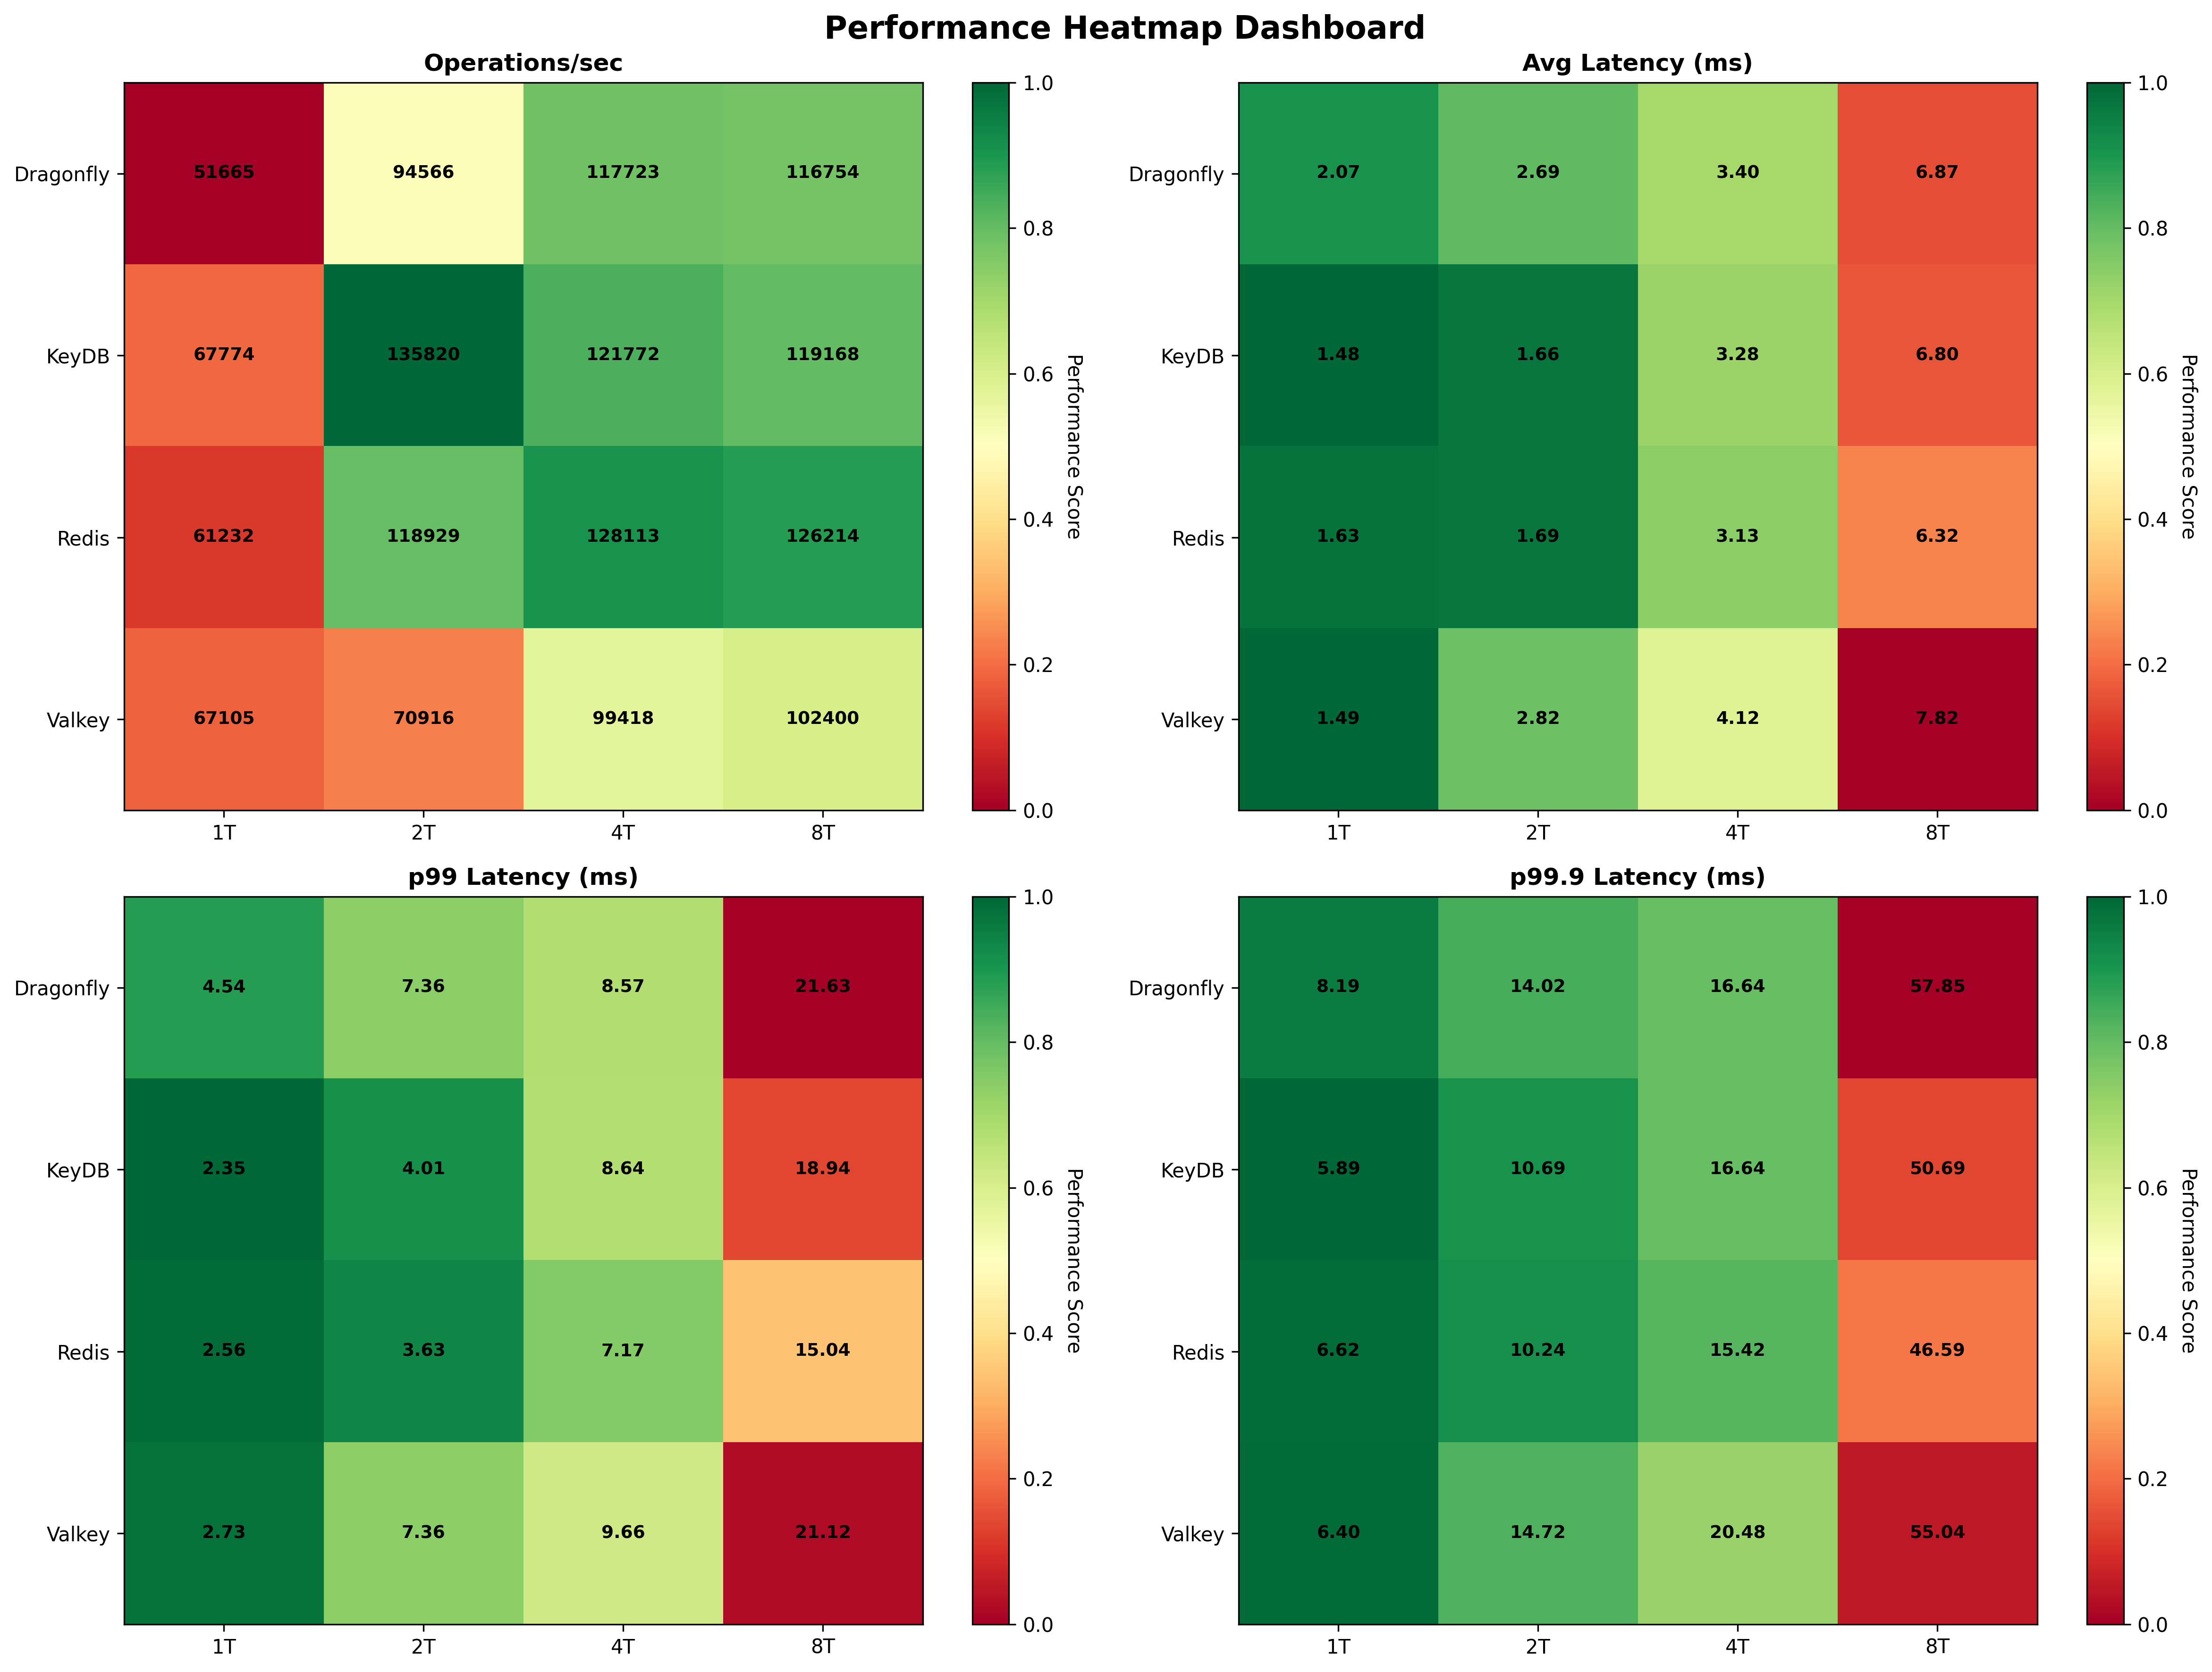 Performance Heatmap Dashboard
Operations/sec
Dragonfly 51665 94566 117723 116754
KeyDB 67774 135820 121772 119168
Redis 61232 118929 128113 126214
Valkey 67105 70916 99418 102400
1T 2T 4T 8T
1.0
0.8
0.6
0.4
0.2
0.0
Performance Score
Avg Latency (ms)
Dragonfly 2.07 2.69 3.40 6.87
KeyDB 1.48 1.66 3.28 6.80
Redis 1.63 1.69 3.13 6.32
Valkey 1.49 2.82 4.12 7.82
1T 2T 4T 8T
1.0
0.8
0.6
0.4
0.2
0.0
Performance Score
p99 Latency (ms)
Dragonfly 4.54 7.36 8.57 21.63
KeyDB 2.35 4.01 8.64 18.94
Redis 2.56 3.63 7.17 15.04
Valkey 2.73 7.36 9.66 21.12
1T 2T 4T 8T
1.0
0.8
0.6
0.4
0.2
0.0
Performance Score
p99.9 Latency (ms)
Dragonfly 8.19 14.02 16.64 57.85
KeyDB 5.89 10.69 16.64 50.69
Redis 6.62 10.24 15.42 46.59
Valkey 6.40 14.72 20.48 55.04
1T 2T 4T 8T
1.0
0.8
0.6
0.4
0.2
0.0
Performance Score